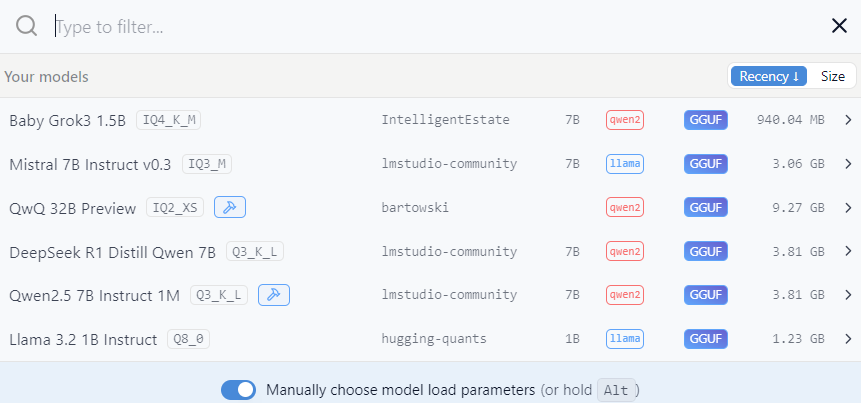 Type to filter...
Your models Recency ↓ Size
Baby Grok3 1.5B IQ4_K_M IntelligentEstate 7B qwen2 GGUF 940.04 MB
Mistral 7B Instruct v0.3 IQ3_M lmstudio-community 7B llama GGUF 3.06 GB
QwQ 32B Preview IQ2_XS bartowski qwen2 GGUF 9.27 GB
DeepSeek R1 Distill Qwen 7B Q3_K_L lmstudio-community 7B qwen2 GGUF 3.81 GB
Qwen2.5 7B Instruct 1M Q3_K_L lmstudio-community 7B qwen2 GGUF 3.81 GB
Llama 3.2 1B Instruct Q8_0 hugging-quants 1B llama GGUF 1.23 GB
Manually choose model load parameters (or hold Alt)